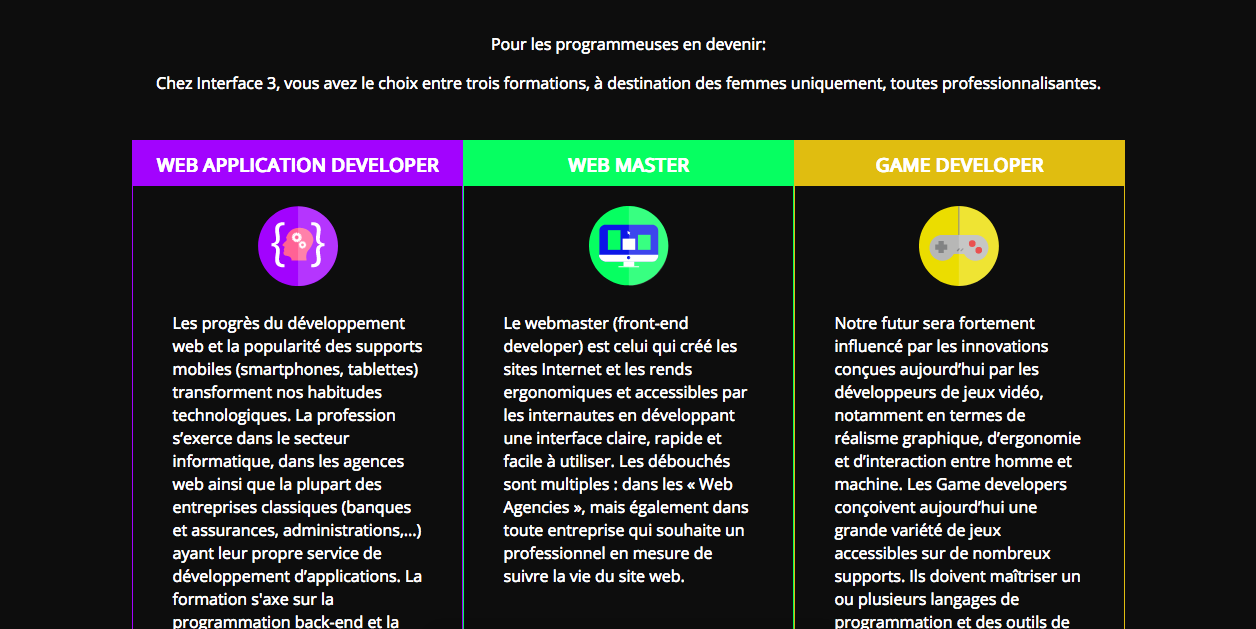 Pour les programmeuses en devenir:
Chez Interface 3, vous avez le choix entre trois formations, à destination des femmes uniquement, toutes professionnalisantes.
WEB APPLICATION DEVELOPER
Les progrès du développement
web et la popularité des supports
mobiles (smartphones, tablettes)
transforment nos habitudes
technologiques. La profession
s’exerce dans le secteur
informatique, dans les agences
web ainsi que la plupart des
entreprises classiques (banques
et assurances, administrations,...)
ayant leur propre service de
développement d’applications. La
formation s'axe sur la
programmation back-end et la
WEB MASTER
Le webmaster (front-end
developer) est celui qui créé les
sites Internet et les rends
ergonomiques et accessibles par
les internautes en développant
une interface claire, rapide et
facile à utiliser. Les débouchés
sont multiples : dans les « Web
Agencies », mais également dans
toute entreprise qui souhaite un
professionnel en mesure de
suivre la vie du site web.
GAME DEVELOPER
Notre futur sera fortement
influencé par les innovations
conçues aujourd’hui par les
développeurs de jeux vidéo,
notamment en termes de
réalisme graphique, d’ergonomie
et d’interaction entre homme et
machine. Les Game developers
conçoivent aujourd’hui une
grande variété de jeux
accessibles sur de nombreux
supports. Ils doivent maîtriser un
ou plusieurs langages de
programmation et des outils de